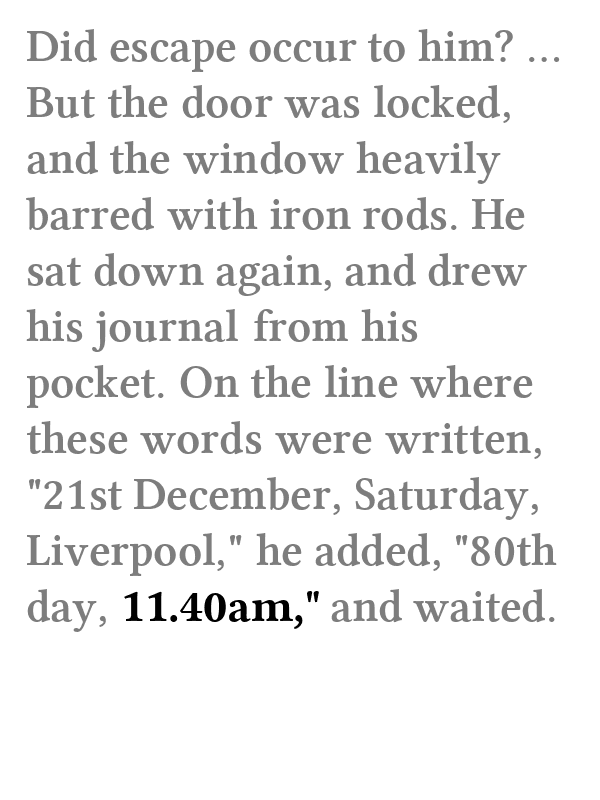 Did escape occur to him? ...
But the door was locked,
and the window heavily
barred with iron rods. He
sat down again, and drew
his journal from his
pocket. On the line where
these words were written,
"21st December, Saturday,
Liverpool," he added, "80th
day, 11.40am," and waited.